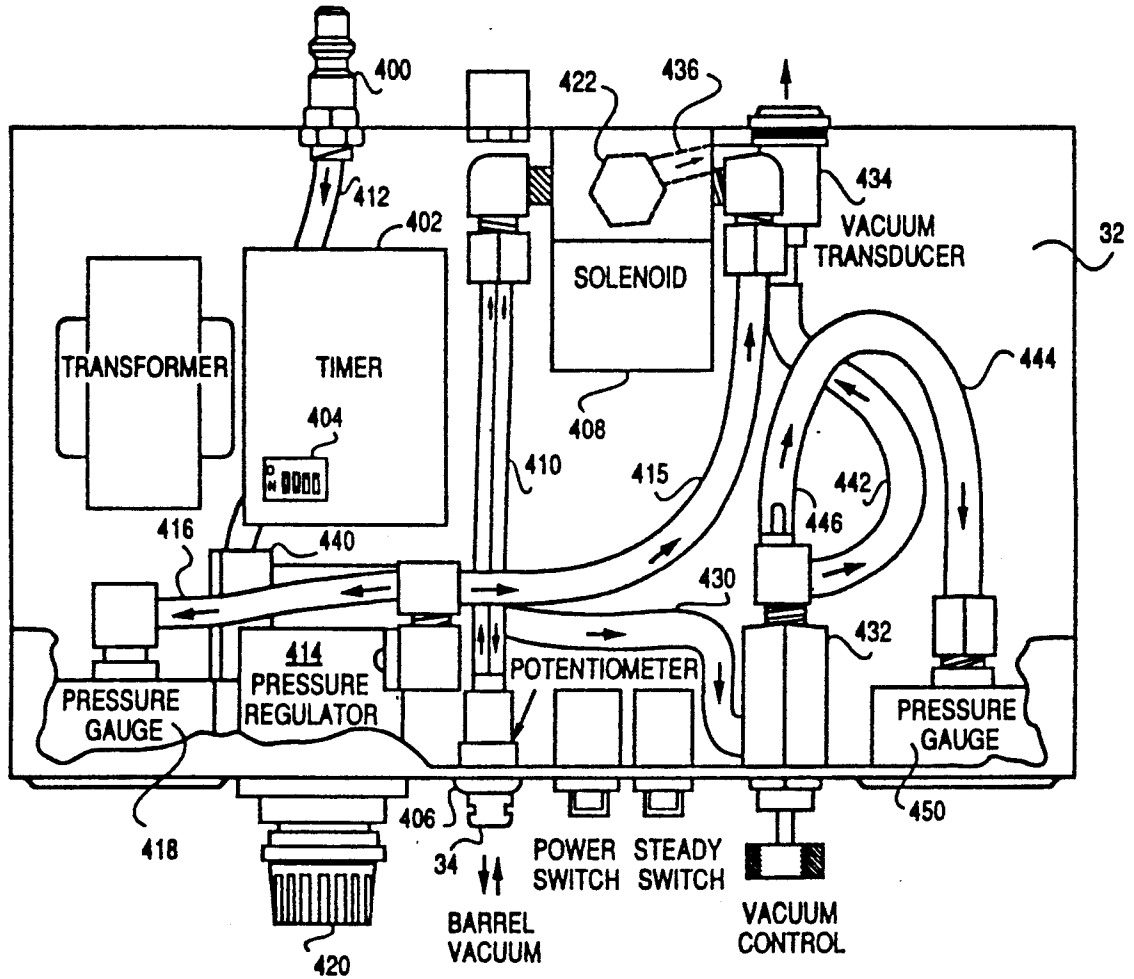 400
422
436
412
402
434
VACUUM
TRANSDUCER
32
SOLENOID
TRANSFORMER
TIMER
444
404
O
N
408
410
415
442
446
416
440
430
432
414
PRESSURE
REGULATOR
POTENTIOMETER
PRESSURE
GAUGE
PRESSURE
GAUGE
406
34
418
450
POWER
SWITCH
STEADY
SWITCH
BARREL
VACUUM
VACUUM
CONTROL
420